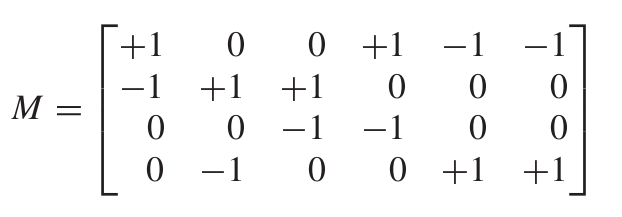 +1 0 0 +1 −1 −1
−1 +1 +1 0 0 0
M =
0 0 −1 −1 0 0
0 −1 0 0 +1 +1